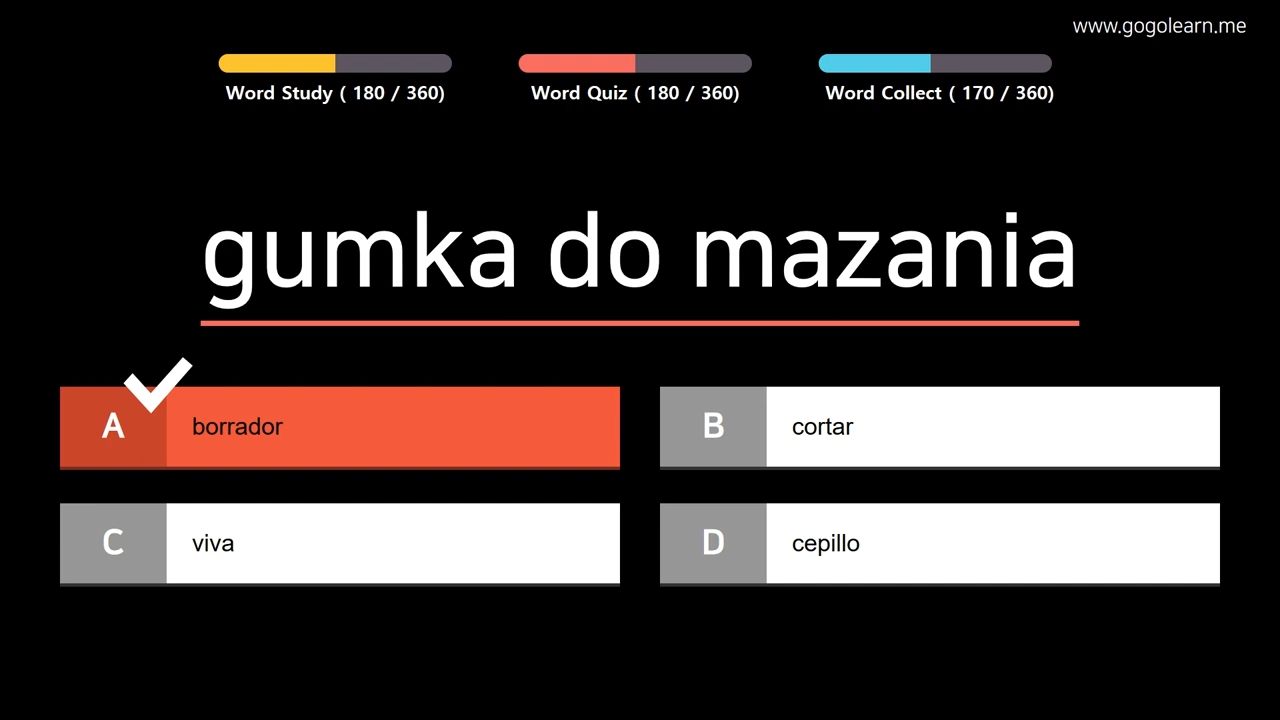 www.gogolearn.me
Word Study ( 180 / 360)
Word Quiz ( 180 / 360)
Word Collect ( 170 / 360)
gumka do mazania
A borrador
B cortar
C viva
D cepillo